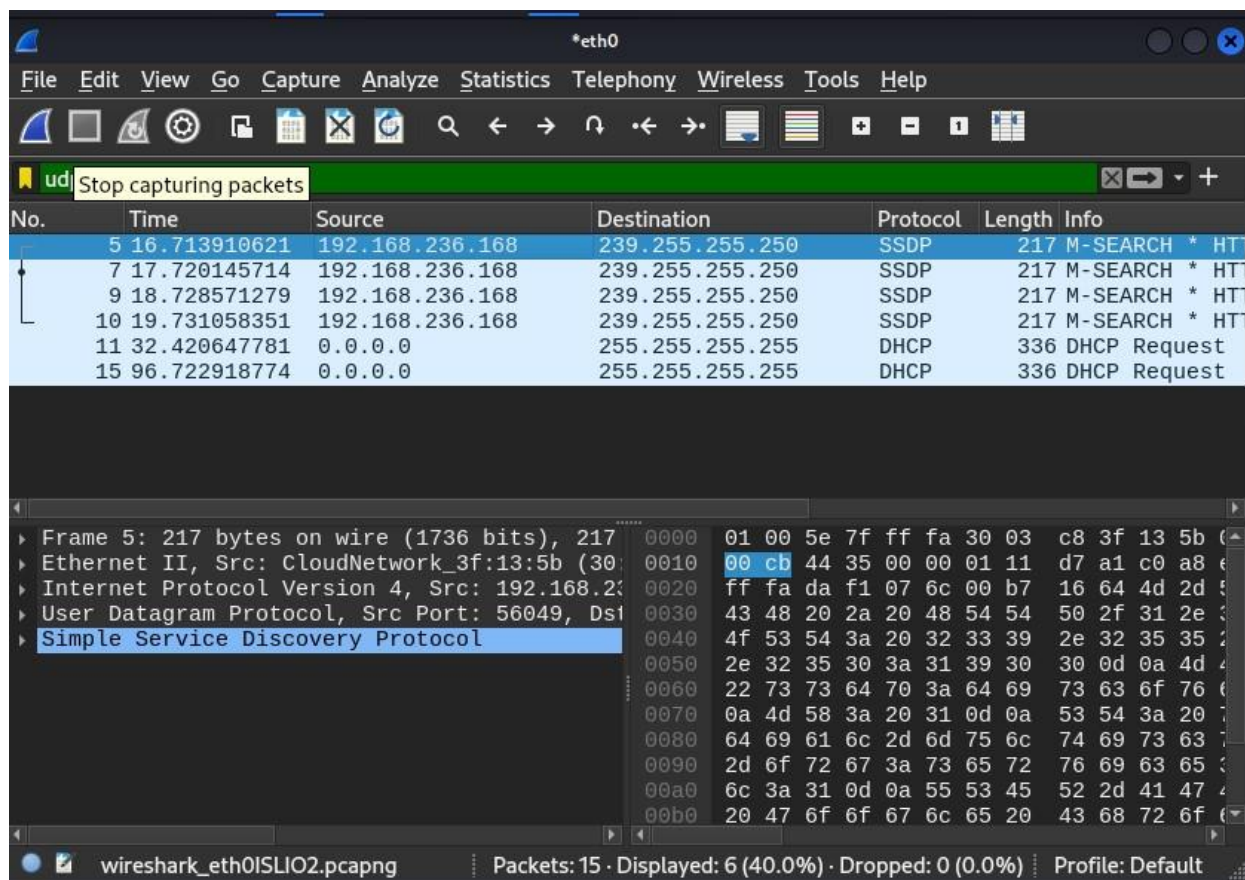 *eth0
File Edit View Go Capture Analyze Statistics Telephony Wireless Tools Help
Stop capturing packets
No. Time Source Destination Protocol Length Info
5 16.713910621 192.168.236.168 239.255.255.250 SSDP 217 M-SEARCH *
7 17.720145714 192.168.236.168 239.255.255.250 SSDP 217 M-SEARCH *
9 18.728571279 192.168.236.168 239.255.255.250 SSDP 217 M-SEARCH *
10 19.731058351 192.168.236.168 239.255.255.250 SSDP 217 M-SEARCH *
11 32.420647781 0.0.0.0 255.255.255.255 DHCP 336 DHCP Request
15 96.722918774 0.0.0.0 255.255.255.255 DHCP 336 DHCP Request
Frame 5: 217 bytes on wire (1736 bits), 217
Ethernet II, Src: CloudNetwork_3f:13:5b (30:
Internet Protocol Version 4, Src: 192.168.23
User Datagram Protocol, Src Port: 56049, Dst
Simple Service Discovery Protocol
0000 01 00 5e 7f ff fa 30 03 c8 3f 13 5b
0010 00 cb 44 35 00 00 01 11 d7 a1 c0 a8
0020 ff fa da f1 07 6c 00 b7 16 64 4d 2d
0030 43 48 20 2a 20 48 54 54 50 2f 31 2e
0040 4f 53 54 3a 20 32 33 39 2e 32 35 35
0050 2e 32 35 30 3a 31 39 30 30 0d 0a 4d
0060 22 73 73 64 70 3a 64 69 73 63 6f 76
0070 0a 4d 58 3a 20 31 0d 0a 53 54 3a 20
0080 64 69 61 6c 2d 6d 75 6c 74 69 73 63
0090 2d 6f 72 67 3a 73 65 72 76 69 63 65
00a0 6c 3a 31 0d 0a 55 53 45 52 2d 41 47
00b0 20 47 6f 6f 67 6c 65 20 43 68 72 6f
wireshark_eth0ISLIO2.pcapng Packets: 15 · Displayed: 6 (40.0%) · Dropped: 0 (0.0%) Profile: Default